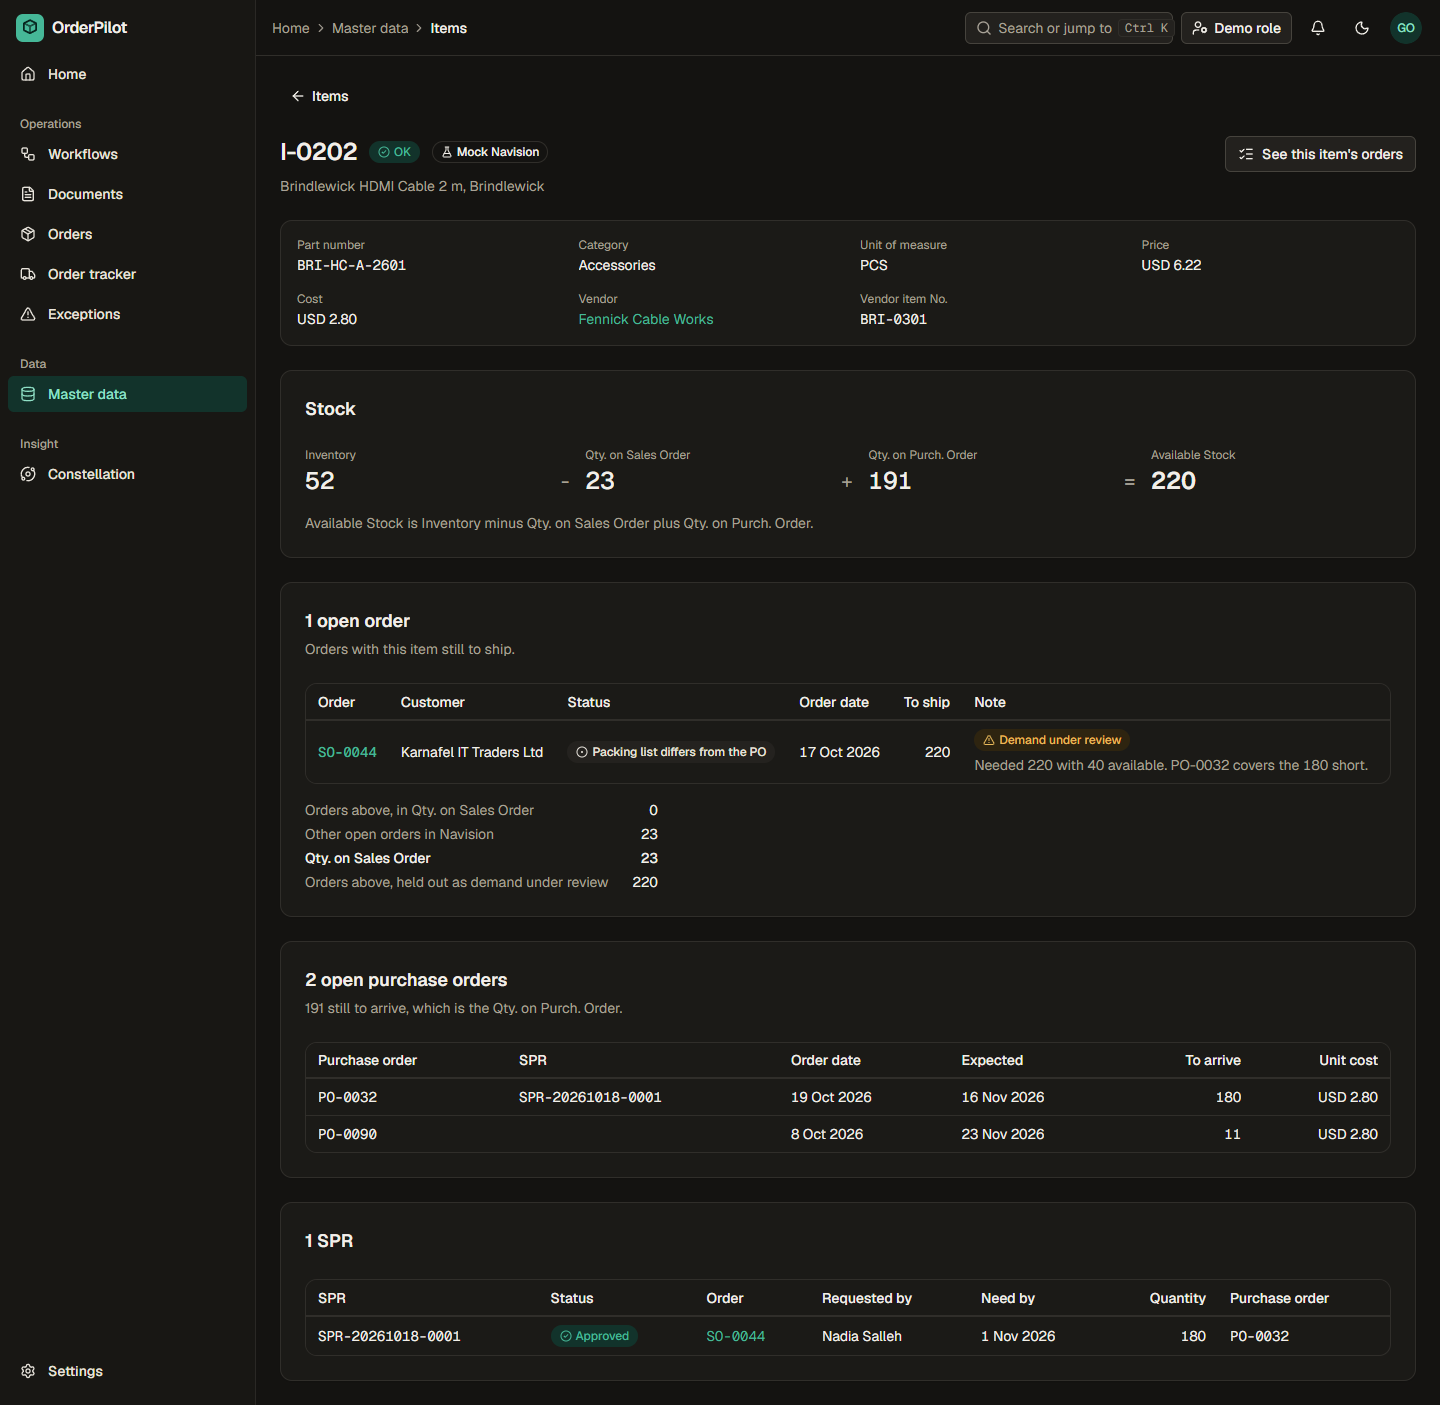 OrderPilot
Home
Operations
Workflows
Documents
Orders
Order tracker
Exceptions
Data
Master data
Insight
Constellation
Settings
Home > Master data > Items
Search or jump to Ctrl K
Demo role
GO
Items
I-0202 OK Mock Navision
See this item's orders
Brindlewick HDMI Cable 2 m, Brindlewick
Part number Category Unit of measure Price
BRI-HC-A-2601 Accessories PCS USD 6.22
Cost Vendor Vendor item No.
USD 2.80 Fennick Cable Works BRI-0301
Stock
Inventory Qty. on Sales Order Qty. on Purch. Order Available Stock
52 - 23 + 191 = 220
Available Stock is Inventory minus Qty. on Sales Order plus Qty. on Purch. Order.
1 open order
Orders with this item still to ship.
Order Customer Status Order date To ship Note
SO-0044 Karnafel IT Traders Ltd Packing list differs from the PO 17 Oct 2026 220 Demand under review
Needed 220 with 40 available. PO-0032 covers the 180 short.
Orders above, in Qty. on Sales Order 0
Other open orders in Navision 23
Qty. on Sales Order 23
Orders above, held out as demand under review 220
2 open purchase orders
191 still to arrive, which is the Qty. on Purch. Order.
Purchase order SPR Order date Expected To arrive Unit cost
PO-0032 SPR-20261018-0001 19 Oct 2026 16 Nov 2026 180 USD 2.80
PO-0090 8 Oct 2026 23 Nov 2026 11 USD 2.80
1 SPR
SPR Status Order Requested by Need by Quantity Purchase order
SPR-20261018-0001 Approved SO-0044 Nadia Salleh 1 Nov 2026 180 PO-0032